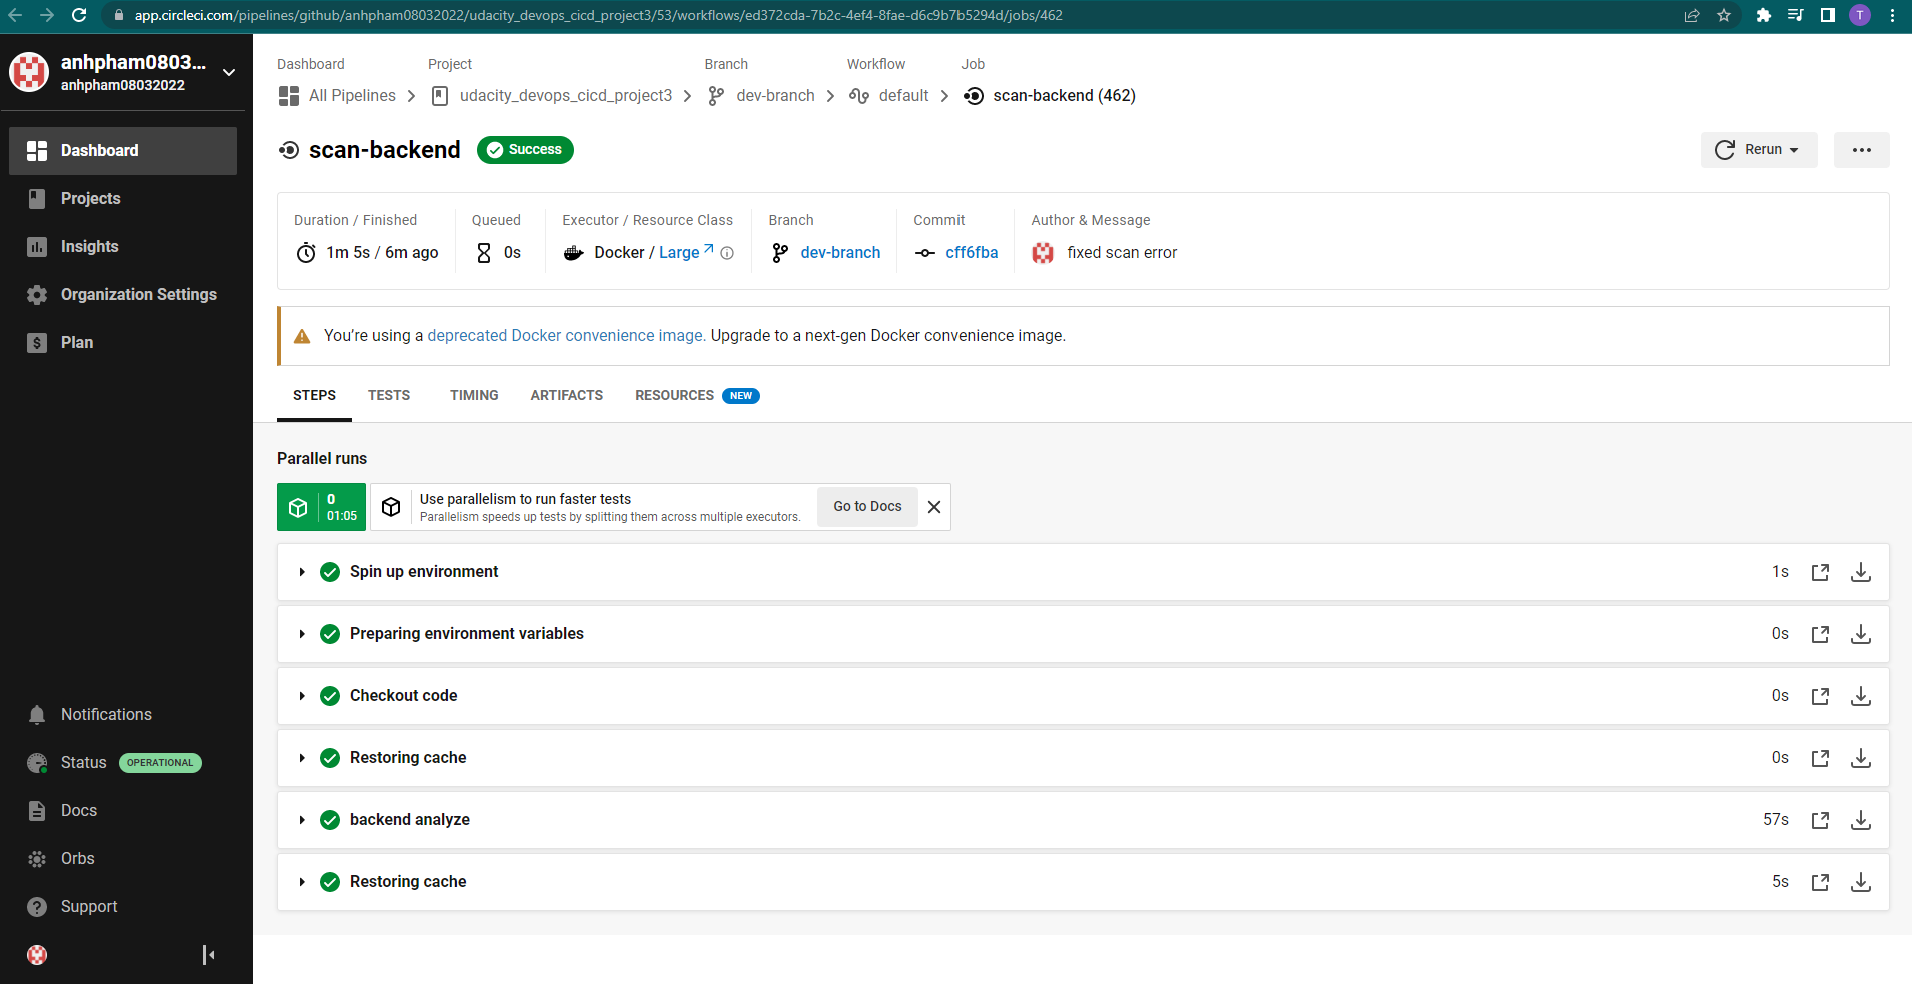 app.circleci.com/pipelines/github/anhpham08032022/udacity_devops_cicd_project3/53/workflows/ed372cda-7b2c-4ef4-8fae-d6c9b7b5294d/jobs/462
T
anhpham0803...
anhpham08032022
Dashboard
Projects
Insights
Organization Settings
Plan
Notifications
Status OPERATIONAL
Docs
Orbs
Support
Dashboard Project Branch Workflow Job
All Pipelines udacity_devops_cicd_project3 dev-branch default scan-backend (462)
scan-backend Success
Rerun
Duration / Finished Queued Executor / Resource Class Branch Commit Author & Message
1m 5s / 6m ago 0s Docker / Large dev-branch cff6fba fixed scan error
You’re using a deprecated Docker convenience image. Upgrade to a next-gen Docker convenience image.
STEPS TESTS TIMING ARTIFACTS RESOURCES NEW
Parallel runs
0
01:05
Use parallelism to run faster tests
Parallelism speeds up tests by splitting them across multiple executors.
Go to Docs
Spin up environment 1s
Preparing environment variables 0s
Checkout code 0s
Restoring cache 0s
backend analyze 57s
Restoring cache 5s